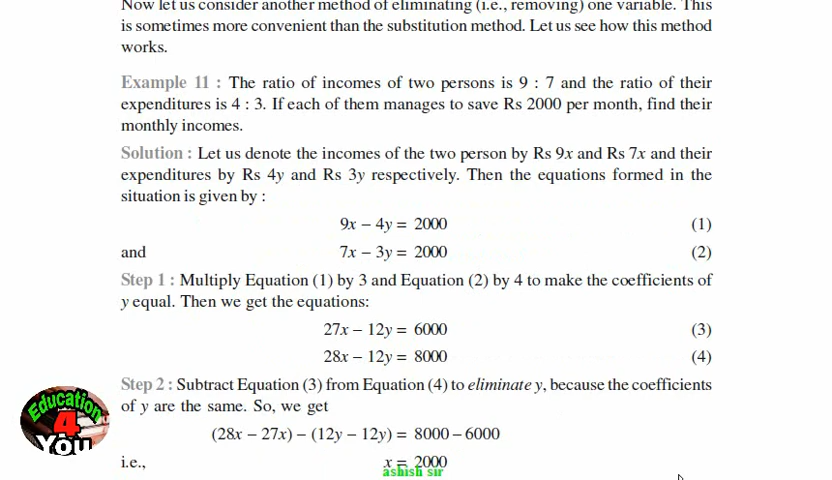 Now let us consider another method of eliminating (i.e., removing) one variable. This
is sometimes more convenient than the substitution method. Let us see how this method
works.
Example 11 : The ratio of incomes of two persons is 9 : 7 and the ratio of their
expenditures is 4 : 3. If each of them manages to save Rs 2000 per month, find their
monthly incomes.
Solution : Let us denote the incomes of the two person by Rs 9x and Rs 7x and their
expenditures by Rs 4y and Rs 3y respectively. Then the equations formed in the
situation is given by :
9x – 4y = 2000 (1)
and 7x – 3y = 2000 (2)
Step 1 : Multiply Equation (1) by 3 and Equation (2) by 4 to make the coefficients of
y equal. Then we get the equations:
27x – 12y = 6000 (3)
28x – 12y = 8000 (4)
Step 2 : Subtract Equation (3) from Equation (4) to eliminate y, because the coefficients
of y are the same. So, we get
(28x – 27x) – (12y – 12y) = 8000 – 6000
i.e., x = 2000
Education
4
You
ashish sir